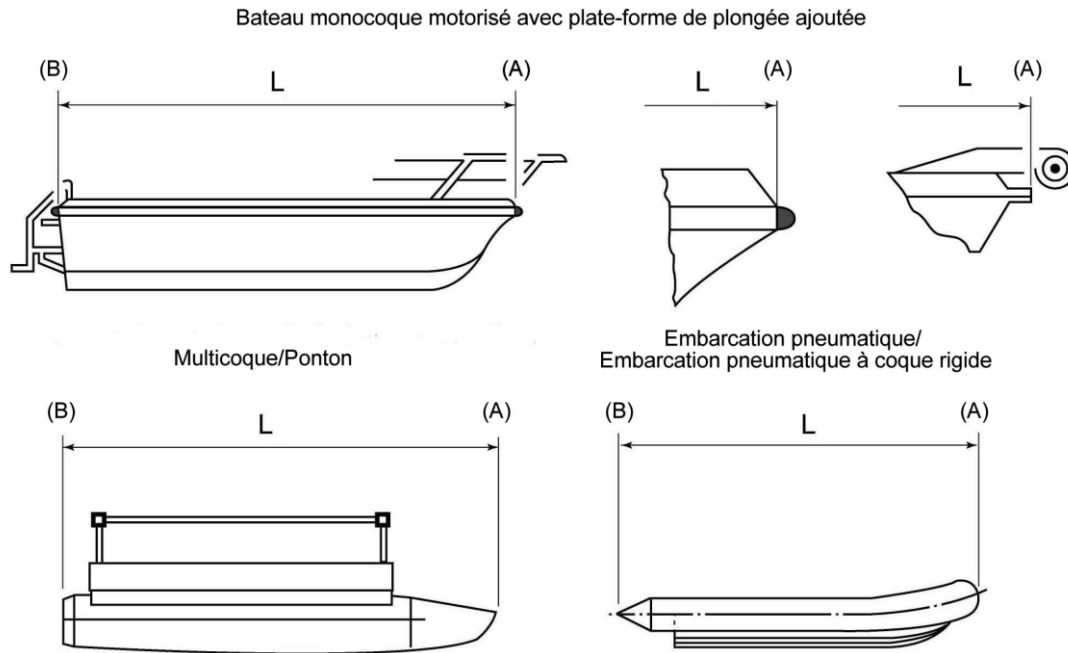 Bateau monocoque motorisé avec plate-forme de plongée ajoutée
(B) L (A)
L (A)
L (A)
Multicoque/Ponton
(B) L (A)
Embarcation pneumatique/
Embarcation pneumatique à coque rigide
(B) L (A)